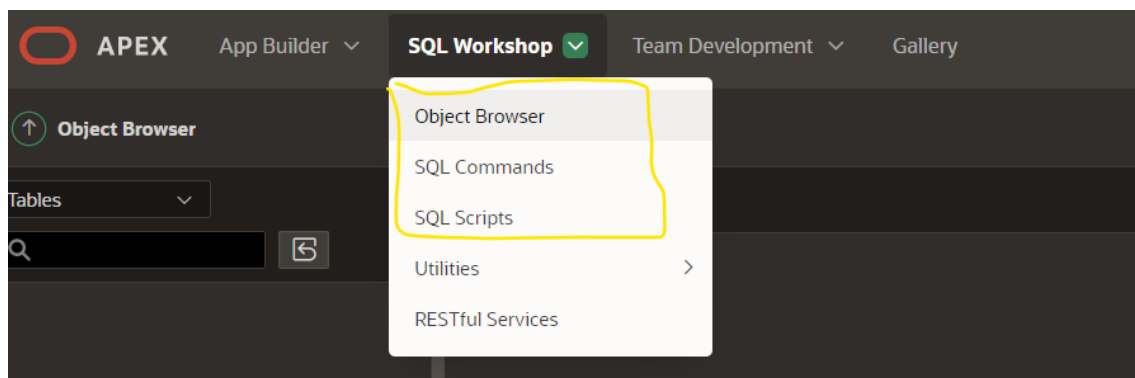 APEX App Builder SQL Workshop Team Development Gallery
Object Browser
Tables
Object Browser
SQL Commands
SQL Scripts
Utilities
RESTful Services